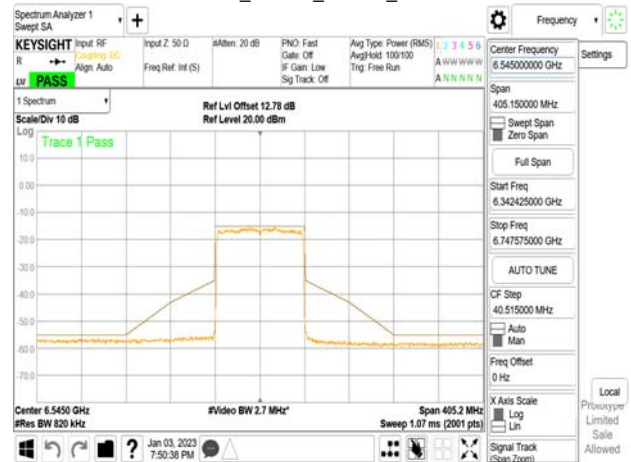 Spectrum Analyzer 1
Swept SA
+
Frequency
KEYSIGHT
R
LW PASS
Input: RF
Coupling: DC
Align: Auto
Input Z: 50 Ω
Freq Ref: Int (S)
#Atten: 20 dB
PNO: Fast
Gate: Off
IF Gain: Low
Sig Track: Off
Avg Type: Power (RMS)
Avg|Hold: 100/100
Trig: Free Run
1 2 3 4 5 6
A W W W W W
A N N N N N
Center Frequency
6.545000000 GHz
Settings
Span
405.150000 MHz
Swept Span
Zero Span
Full Span
Start Freq
6.342425000 GHz
Stop Freq
6.747575000 GHz
AUTO TUNE
CF Step
40.515000 MHz
Auto
Man
Freq Offset
0 Hz
X Axis Scale
Log
Lin
Signal Track
(Span Zoom)
Local
Prototype
Limited
Sale
Allowed
1 Spectrum
Scale/Div 10 dB
Ref Lvl Offset 12.78 dB
Ref Level 20.00 dBm
Log
Trace 1 Pass
10.0
0.00
-10.0
-20.0
-30.0
-40.0
-50.0
-60.0
-70.0
Center 6.5450 GHz
#Video BW 2.7 MHz*
Span 405.2 MHz
#Res BW 820 kHz
Sweep 1.07 ms (2001 pts)
?
Jan 03, 2023
7:50:38 PM